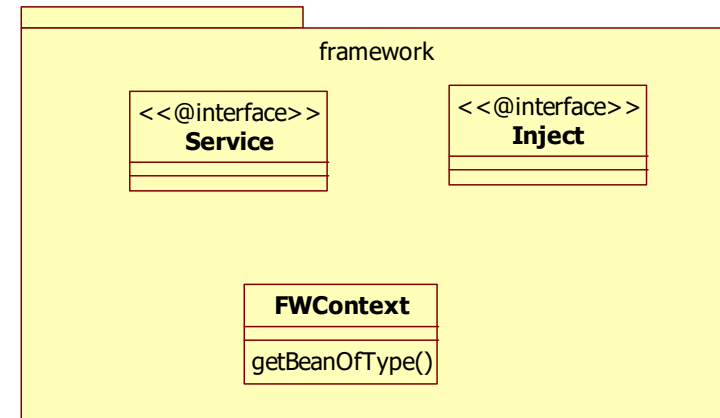 framework
<<@interface>>
Service
<<@interface>>
Inject
FWContext
getBeanOfType()